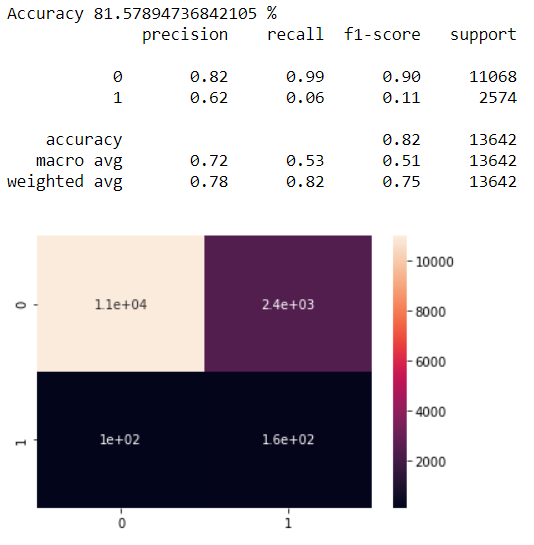 Accuracy 81.57894736842105 %
precision recall f1-score support
0 0.82 0.99 0.90 11068
1 0.62 0.06 0.11 2574
accuracy 0.82 13642
macro avg 0.72 0.53 0.51 13642
weighted avg 0.78 0.82 0.75 13642
10000
8000
6000
4000
2000
0 1.1e+04 2.4e+03
1 1e+02 1.6e+02
0 1